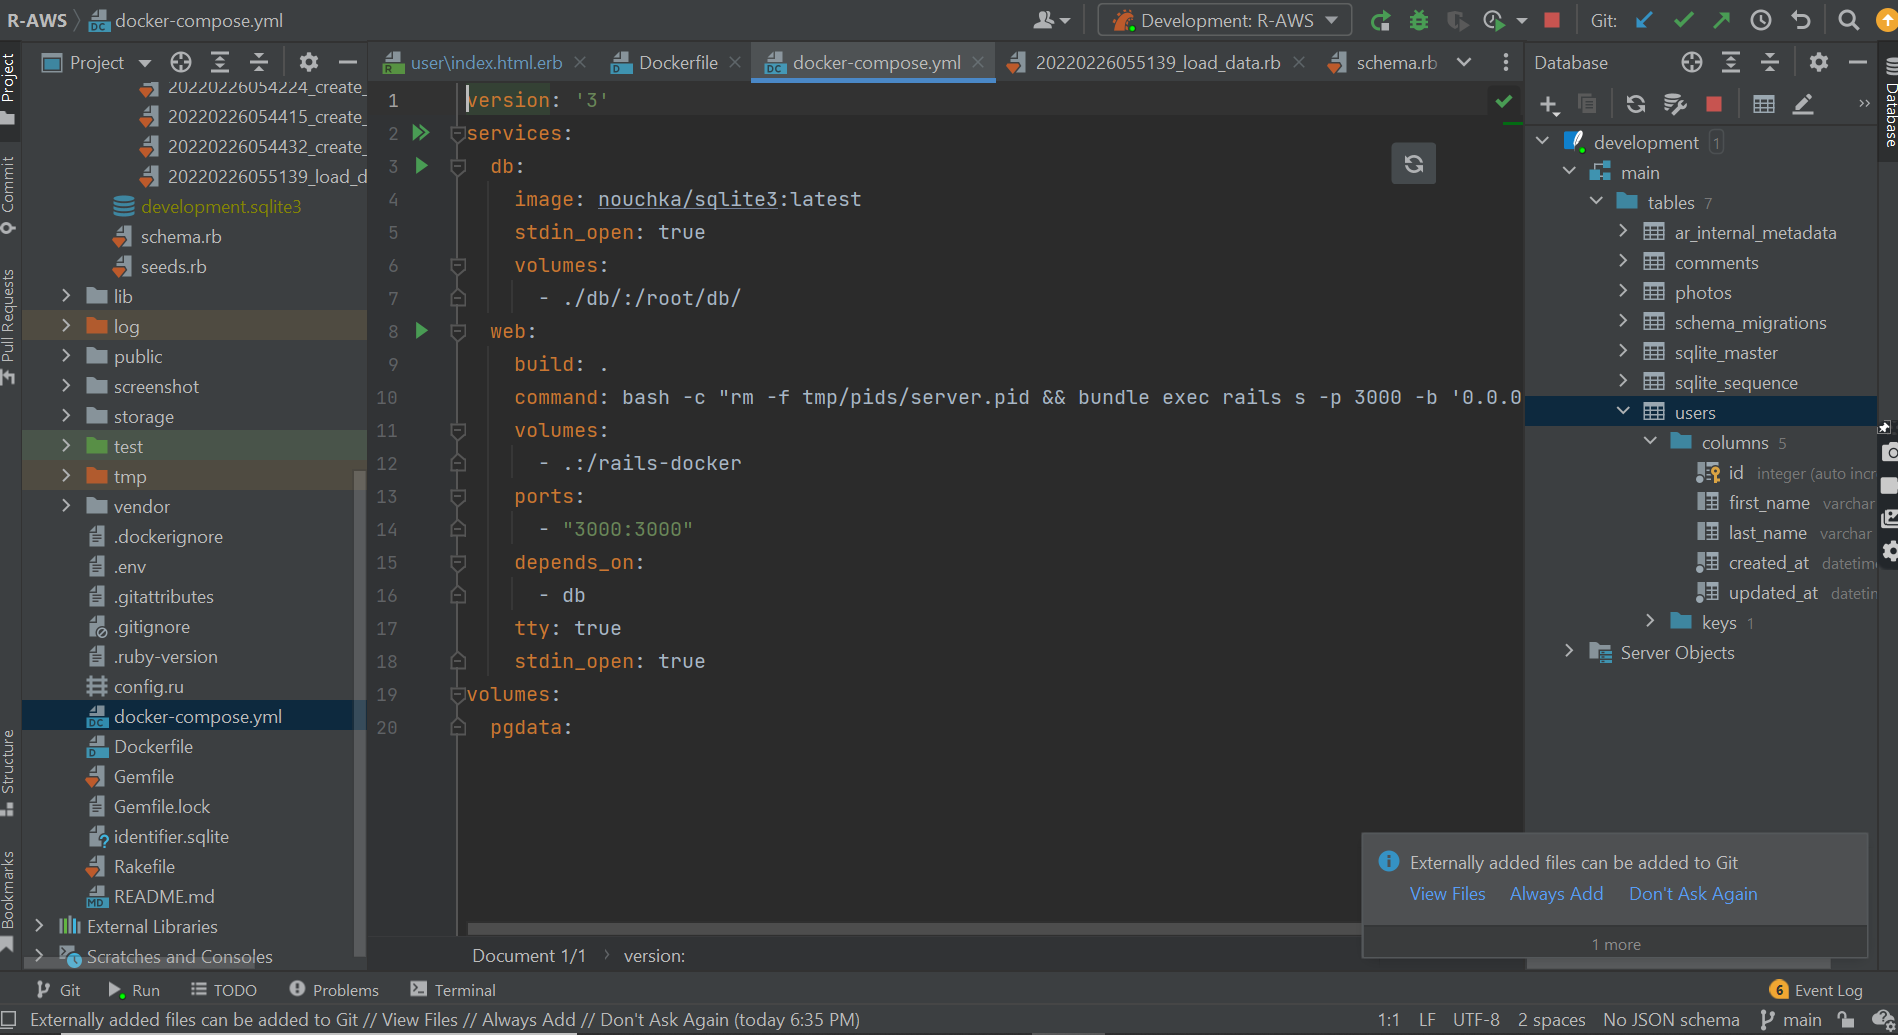 R-AWS
docker-compose.yml
Development: R-AWS
Git:
Project
user\index.html.erb
Dockerfile
docker-compose.yml
20220226055139_load_data.rb
schema.rb
Database
Project
Commit
Pull Requests
Structure
Bookmarks
20220226054224_create_
20220226054415_create_
20220226054432_create_
20220226055139_load_d
development.sqlite3
schema.rb
seeds.rb
lib
log
public
screenshot
storage
test
tmp
vendor
.dockerignore
.env
.gitattributes
.gitignore
.ruby-version
config.ru
docker-compose.yml
Dockerfile
Gemfile
Gemfile.lock
identifier.sqlite
Rakefile
README.md
External Libraries
Scratches and Consoles
1 version: '3'
2 services:
3 db:
4 image: nouchka/sqlite3:latest
5 stdin_open: true
6 volumes:
7 - ./db/:/root/db/
8 web:
9 build: .
10 command: bash -c "rm -f tmp/pids/server.pid && bundle exec rails s -p 3000 -b '0.0.0
11 volumes:
12 - .:/rails-docker
13 ports:
14 - "3000:3000"
15 depends_on:
16 - db
17 tty: true
18 stdin_open: true
19 volumes:
20 pgdata:
Document 1/1 › version:
development 1
main
tables 7
ar_internal_metadata
comments
photos
schema_migrations
sqlite_master
sqlite_sequence
users
columns 5
id integer (auto incr
first_name varchar
last_name varchar
created_at datetime
updated_at datetin
keys 1
Server Objects
Database
Externally added files can be added to Git
View Files Always Add Don't Ask Again
1 more
Git Run TODO Problems Terminal
6 Event Log
Externally added files can be added to Git // View Files // Always Add // Don't Ask Again (today 6:35 PM)
1:1 LF UTF-8 2 spaces No JSON schema main